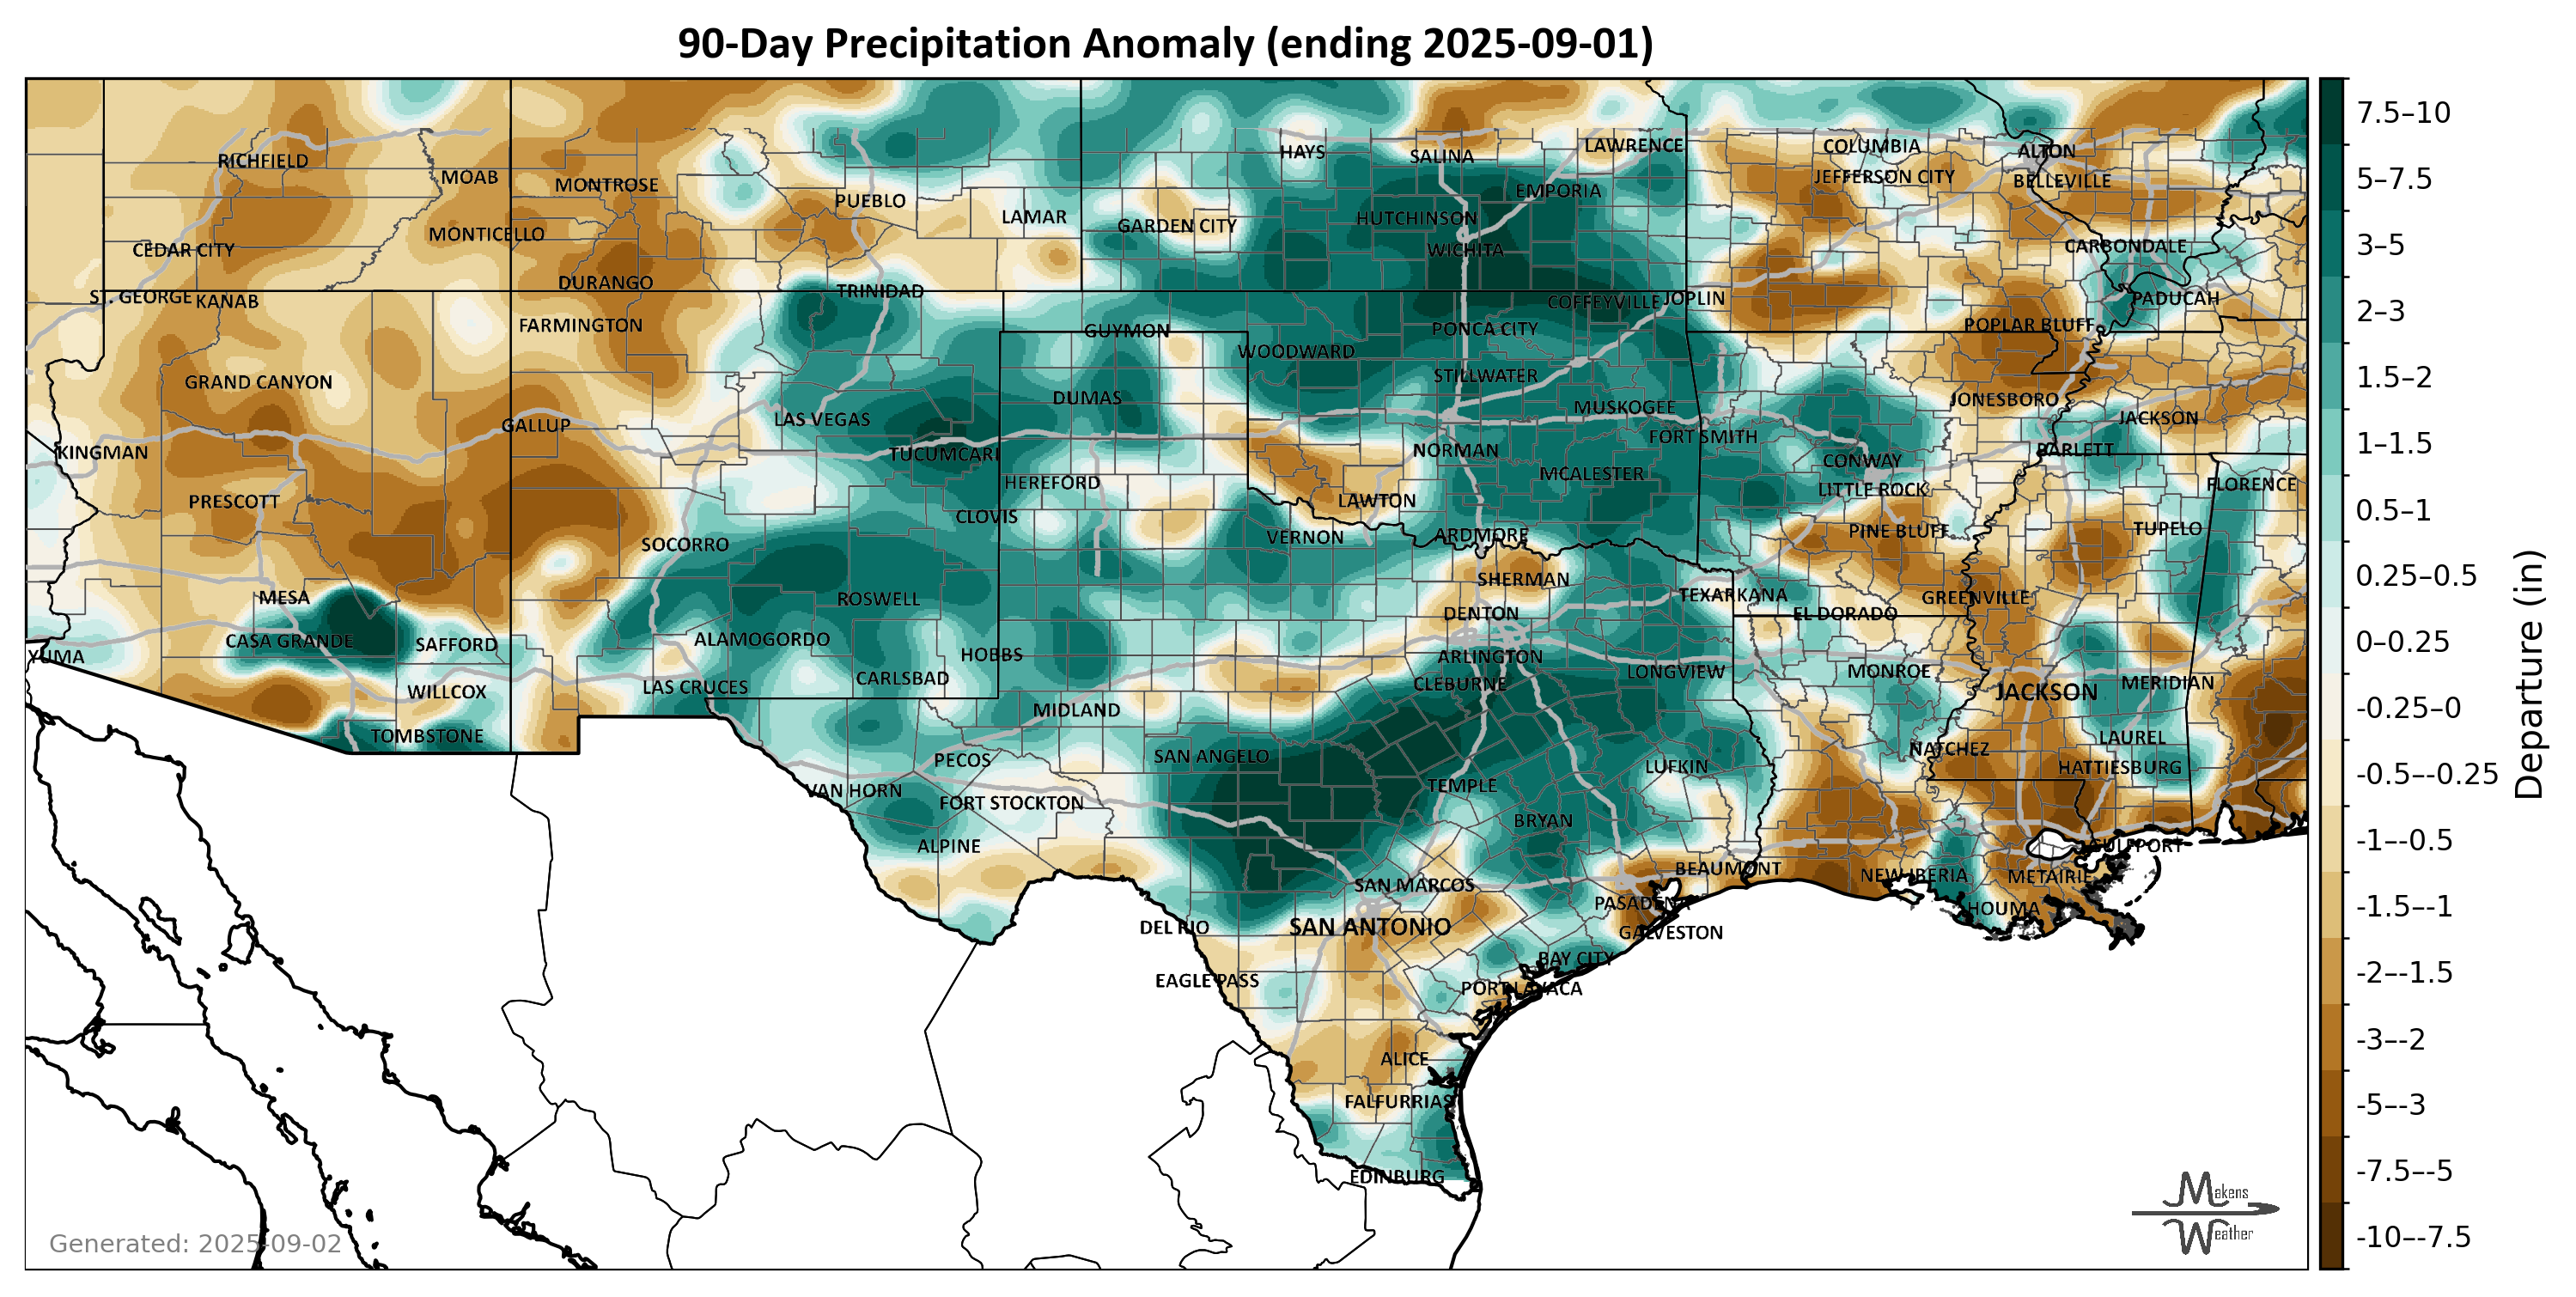 90-Day Precipitation Anomaly (ending 2025-09-01)
HAYS
SALINA
LAWRENCE
COLUMBIA
ALTON
RICHFIELD
MOAB
MONTROSE
EMPORIA
JEFFERSON CITY
BELLEVILLE
PUEBLO
LAMAR
GARDEN CITY
HUTCHINSON
MONTICELLO
CEDAR CITY
WICHITA
CARBONDALE
DURANGO
TRINIDAD
ST. GEORGE
KANAB
COFFEYVILLE
JOPLIN
PADUCAH
FARMINGTON
GUYMON
PONCA CITY
POPLAR BLUFF
WOODWARD
GRAND CANYON
STILLWATER
DUMAS
MUSKOGEE
JONESBORO
GALLUP
LAS VEGAS
FORT SMITH
JACKSON
KINGMAN
TUCUMCARI
NORMAN
CONWAY
BARLETT
PRESCOTT
HEREFORD
LAWTON
MCALESTER
LITTLE ROCK
FLORENCE
CLOVIS
SOCORRO
VERNON
ARDMORE
PINE BLUFF
TUPELO
MESA
ROSWELL
SHERMAN
TEXARKANA
GREENVILLE
CASA GRANDE
SAFFORD
ALAMOGORDO
DENTON
EL DORADO
YUMA
HOBBS
ARLINGTON
LONGVIEW
MONROE
WILLCOX
LAS CRUCES
CARLSBAD
CLEBURNE
JACKSON
MERIDIAN
TOMBSTONE
MIDLAND
PECOS
SAN ANGELO
NATCHEZ
LAUREL
VAN HORN
FORT STOCKTON
TEMPLE
LUFKIN
HATTIESBURG
ALPINE
BRYAN
GULFPORT
SAN MARCOS
BEAUMONT
NEW IBERIA
METAIRIE
DEL RIO
SAN ANTONIO
PASADENA
GALVESTON
HOUMA
EAGLE PASS
BAY CITY
PORT LAVACA
ALICE
FALFURRIAS
EDINBURG
Generated: 2025-09-02
Makens
Weather
7.5–10
5–7.5
3–5
2–3
1.5–2
1–1.5
0.5–1
0.25–0.5
0–0.25
-0.25–0
-0.5–-0.25
-1–-0.5
-1.5–-1
-2–-1.5
-3–-2
-5–-3
-7.5–-5
-10–-7.5
Departure (in)